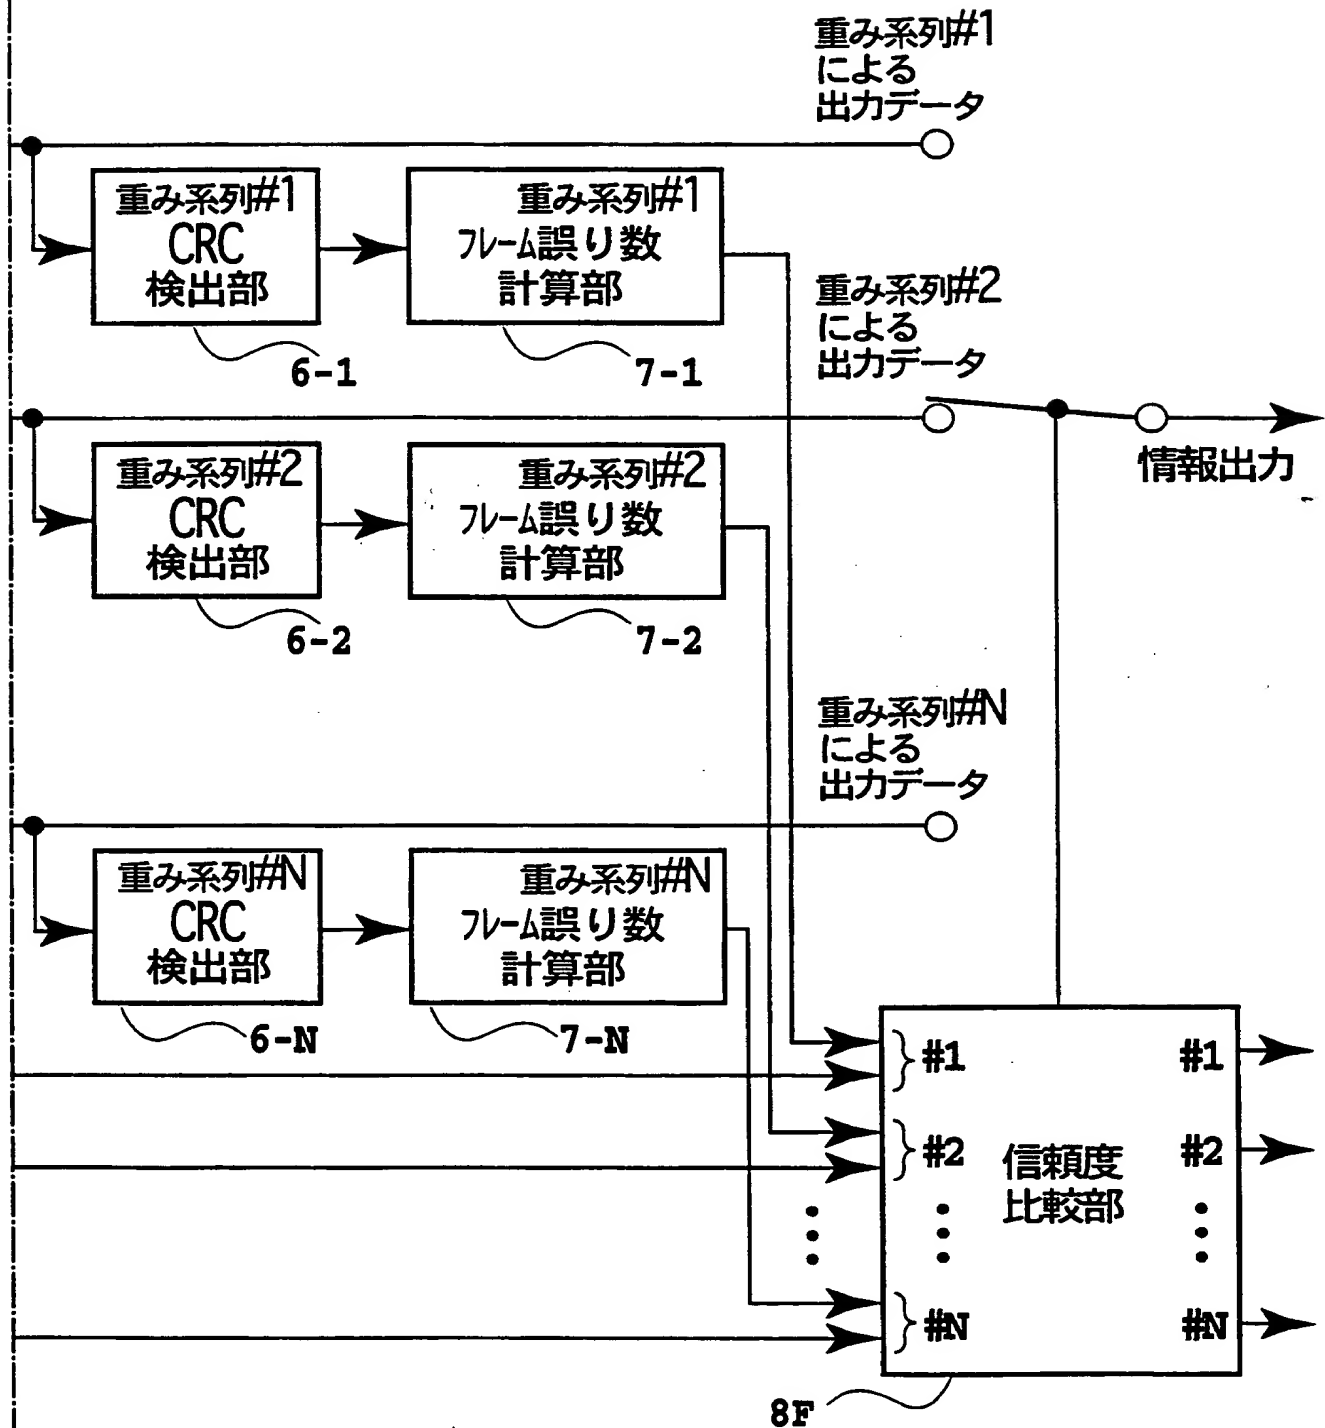 重み系列#1
による
出力データ
重み系列#1
CRC
検出部
重み系列#1
フレーム誤り数
計算部
6-1
7-1
重み系列#2
による
出力データ
情報出力
重み系列#2
CRC
検出部
重み系列#2
フレーム誤り数
計算部
6-2
7-2
重み系列#N
による
出力データ
重み系列#N
CRC
検出部
重み系列#N
フレーム誤り数
計算部
6-N
7-N
#1
#1
#2
信頼度
比較部
#2
#N
#N
8F